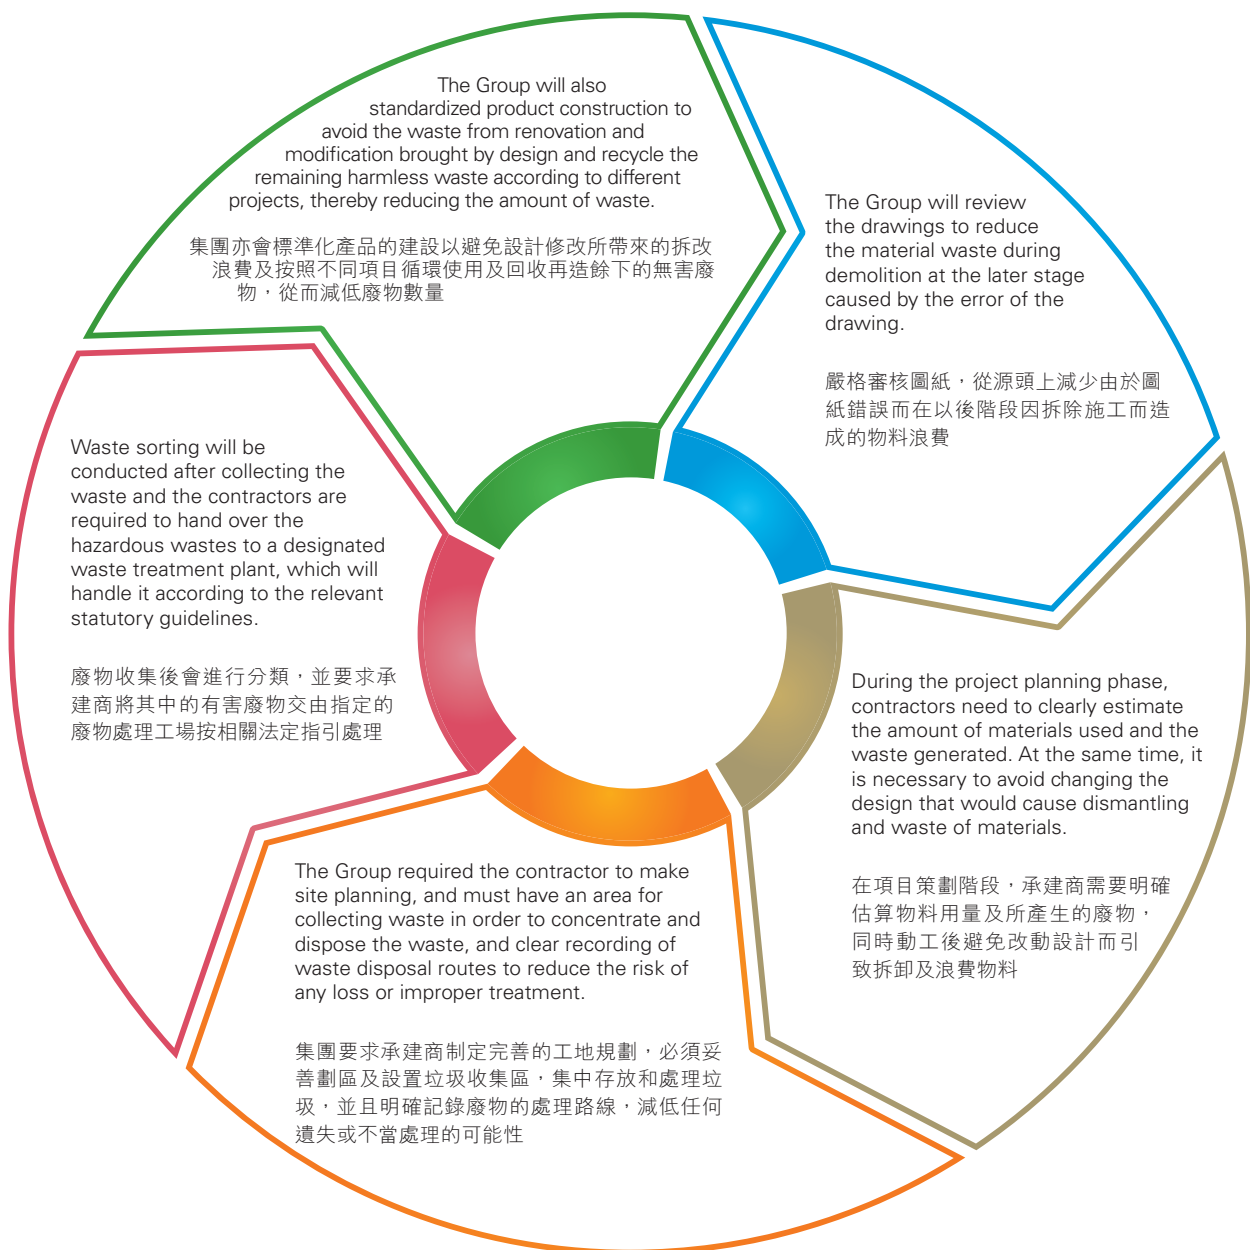 The Group will also
standardized product construction to
avoid the waste from renovation and
modification brought by design and recycle the
remaining harmless waste according to different
projects, thereby reducing the amount of waste.
集團亦會標準化產品的建設以避免設計修改所帶來的拆改
浪費及按照不同項目循環使用及回收再造餘下的無害廢
物，從而減低廢物數量
The Group will review
the drawings to reduce
the material waste during
demolition at the later stage
caused by the error of the
drawing.
嚴格審核圖紙，從源頭上減少由於圖
紙錯誤而在以後階段因拆除施工而造
成的物料浪費
During the project planning phase,
contractors need to clearly estimate
the amount of materials used and the
waste generated. At the same time, it
is necessary to avoid changing the
design that would cause dismantling
and waste of materials.
在項目策劃階段，承建商需要明確
估算物料用量及所產生的廢物，
同時動工後避免改動設計而引
致拆卸及浪費物料
The Group required the contractor to make
site planning, and must have an area for
collecting waste in order to concentrate and
dispose the waste, and clear recording of
waste disposal routes to reduce the risk of
any loss or improper treatment.
集團要求承建商制定完善的工地規劃，必須妥
善劃區及設置垃圾收集區，集中存放和處理垃
圾，並且明確記錄廢物的處理路線，減低任何
遺失或不當處理的可能性
Waste sorting will be
conducted after collecting the
waste and the contractors are
required to hand over the
hazardous wastes to a designated
waste treatment plant, which will
handle it according to the relevant
statutory guidelines.
廢物收集後會進行分類，並要求承
建商將其中的有害廢物交由指定的
廢物處理工場按相關法定指引處理